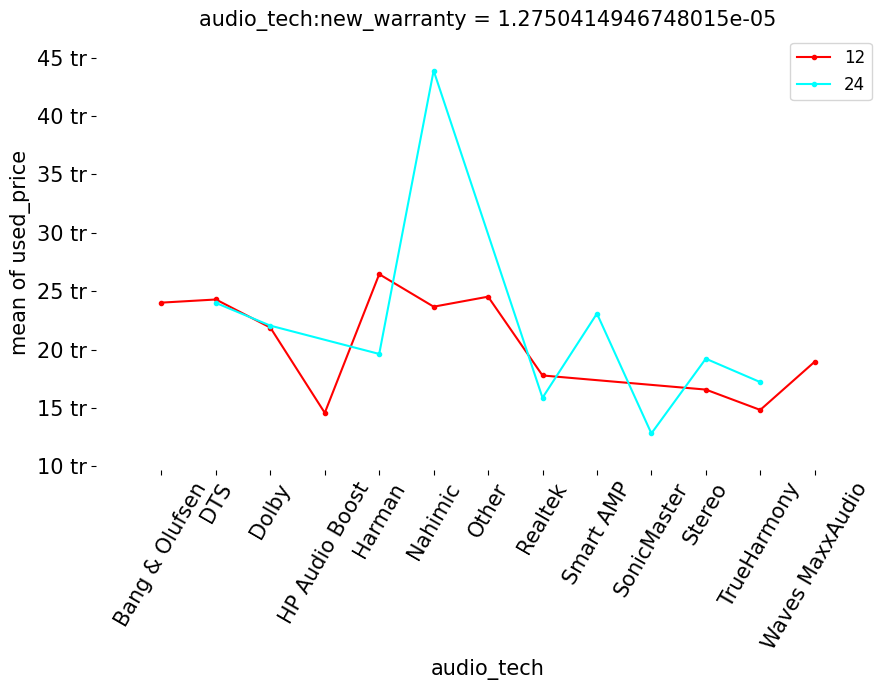 audio_tech:new_warranty = 1.2750414946748015e-05
12
24
45 tr
40 tr
35 tr
30 tr
25 tr
20 tr
15 tr
10 tr
mean of used_price
Bang & Olufsen
DTS
Dolby
HP Audio Boost
Harman
Nahimic
Other
Realtek
Smart AMP
SonicMaster
Stereo
TrueHarmony
Waves MaxxAudio
audio_tech